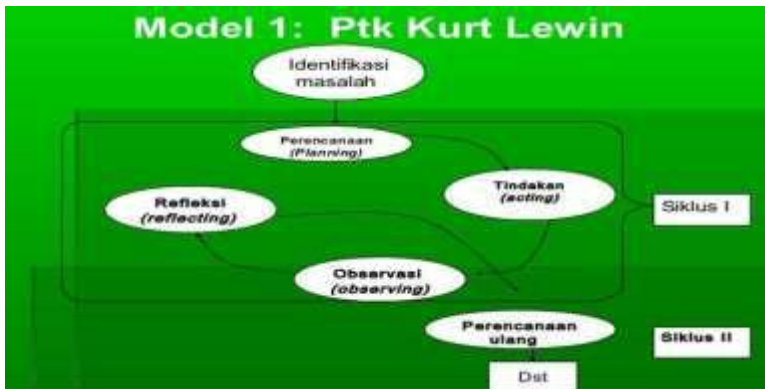 Model 1: Ptk Kurt Lewin
Identifikasi
masalah
Perencanaan
(Planning)
Tindakan
(acting)
Refleksi
(reflecting)
Siklus I
Observasi
(observing)
Perencanaan
ulang
Siklus II
Dst